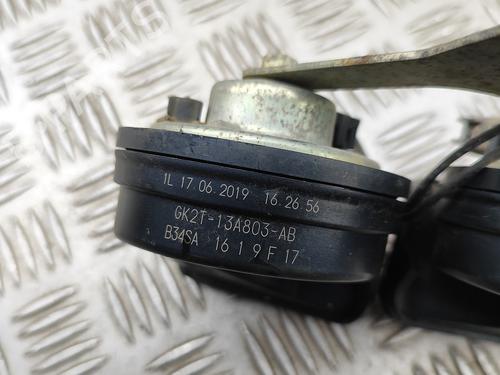 1L 17.06.2019 16.26.56
GK2T-13A803-AB
B34SA 16 1 9 F 17